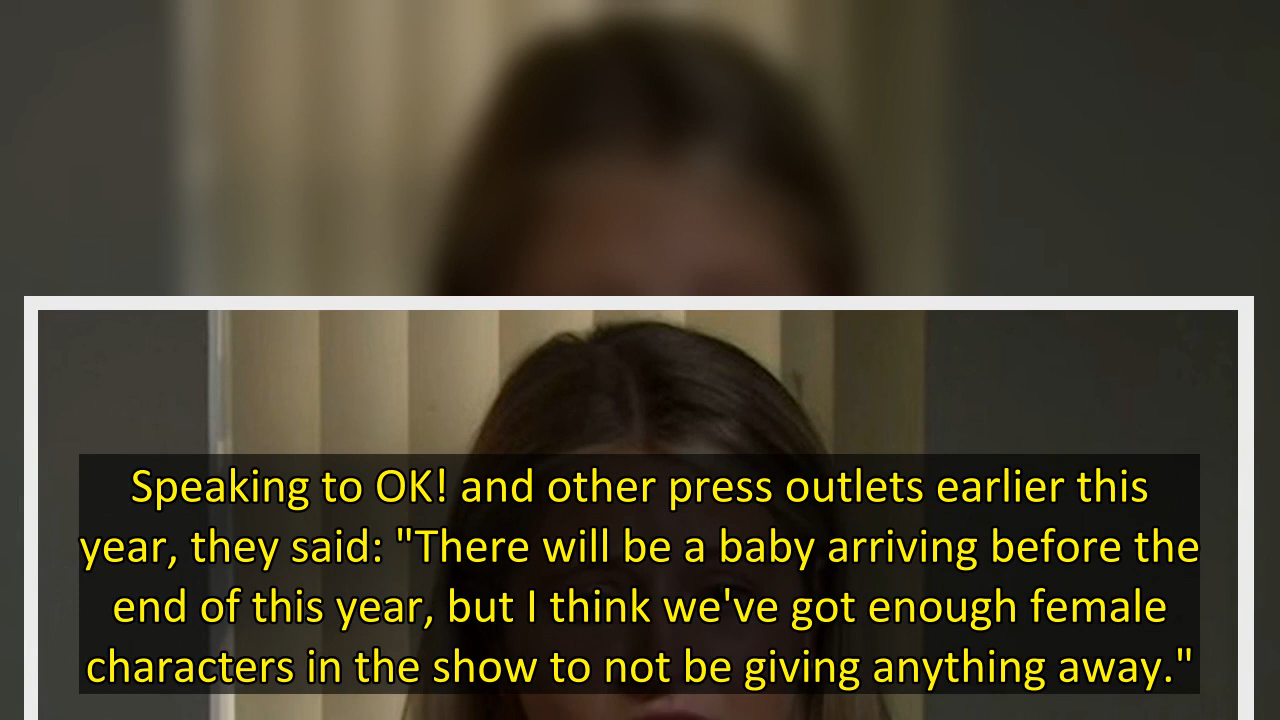 Speaking to OK! and other press outlets earlier this
year, they said: "There will be a baby arriving before the
end of this year, but I think we've got enough female
characters in the show to not be giving anything away."